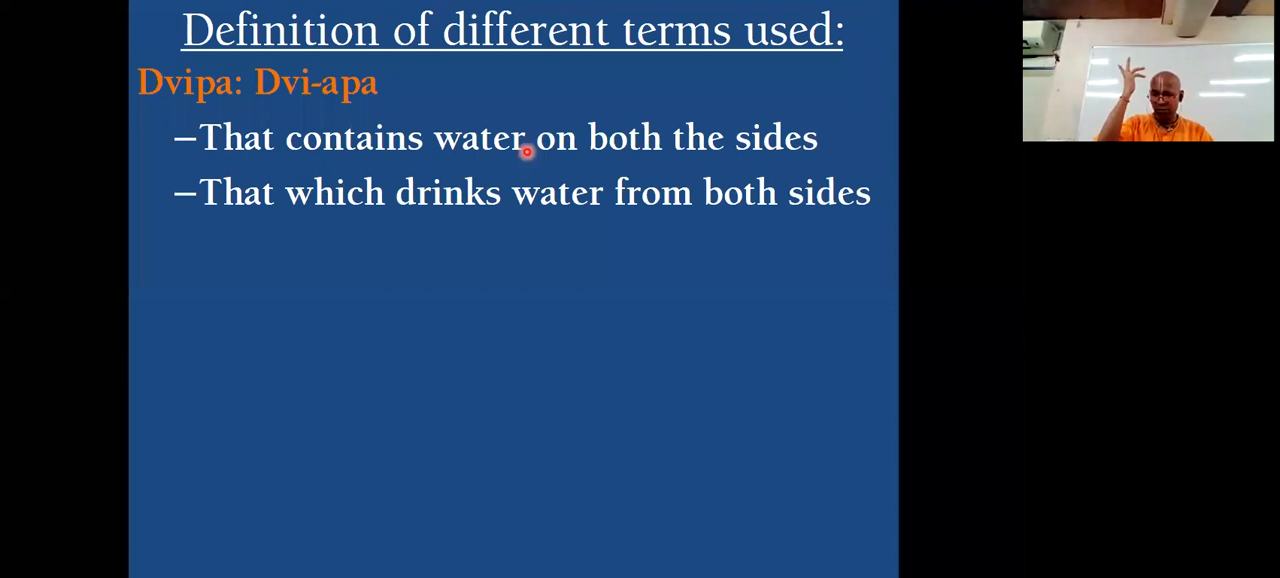 Definition of different terms used:
Dvipa: Dvi-apa
–That contains water on both the sides
–That which drinks water from both sides